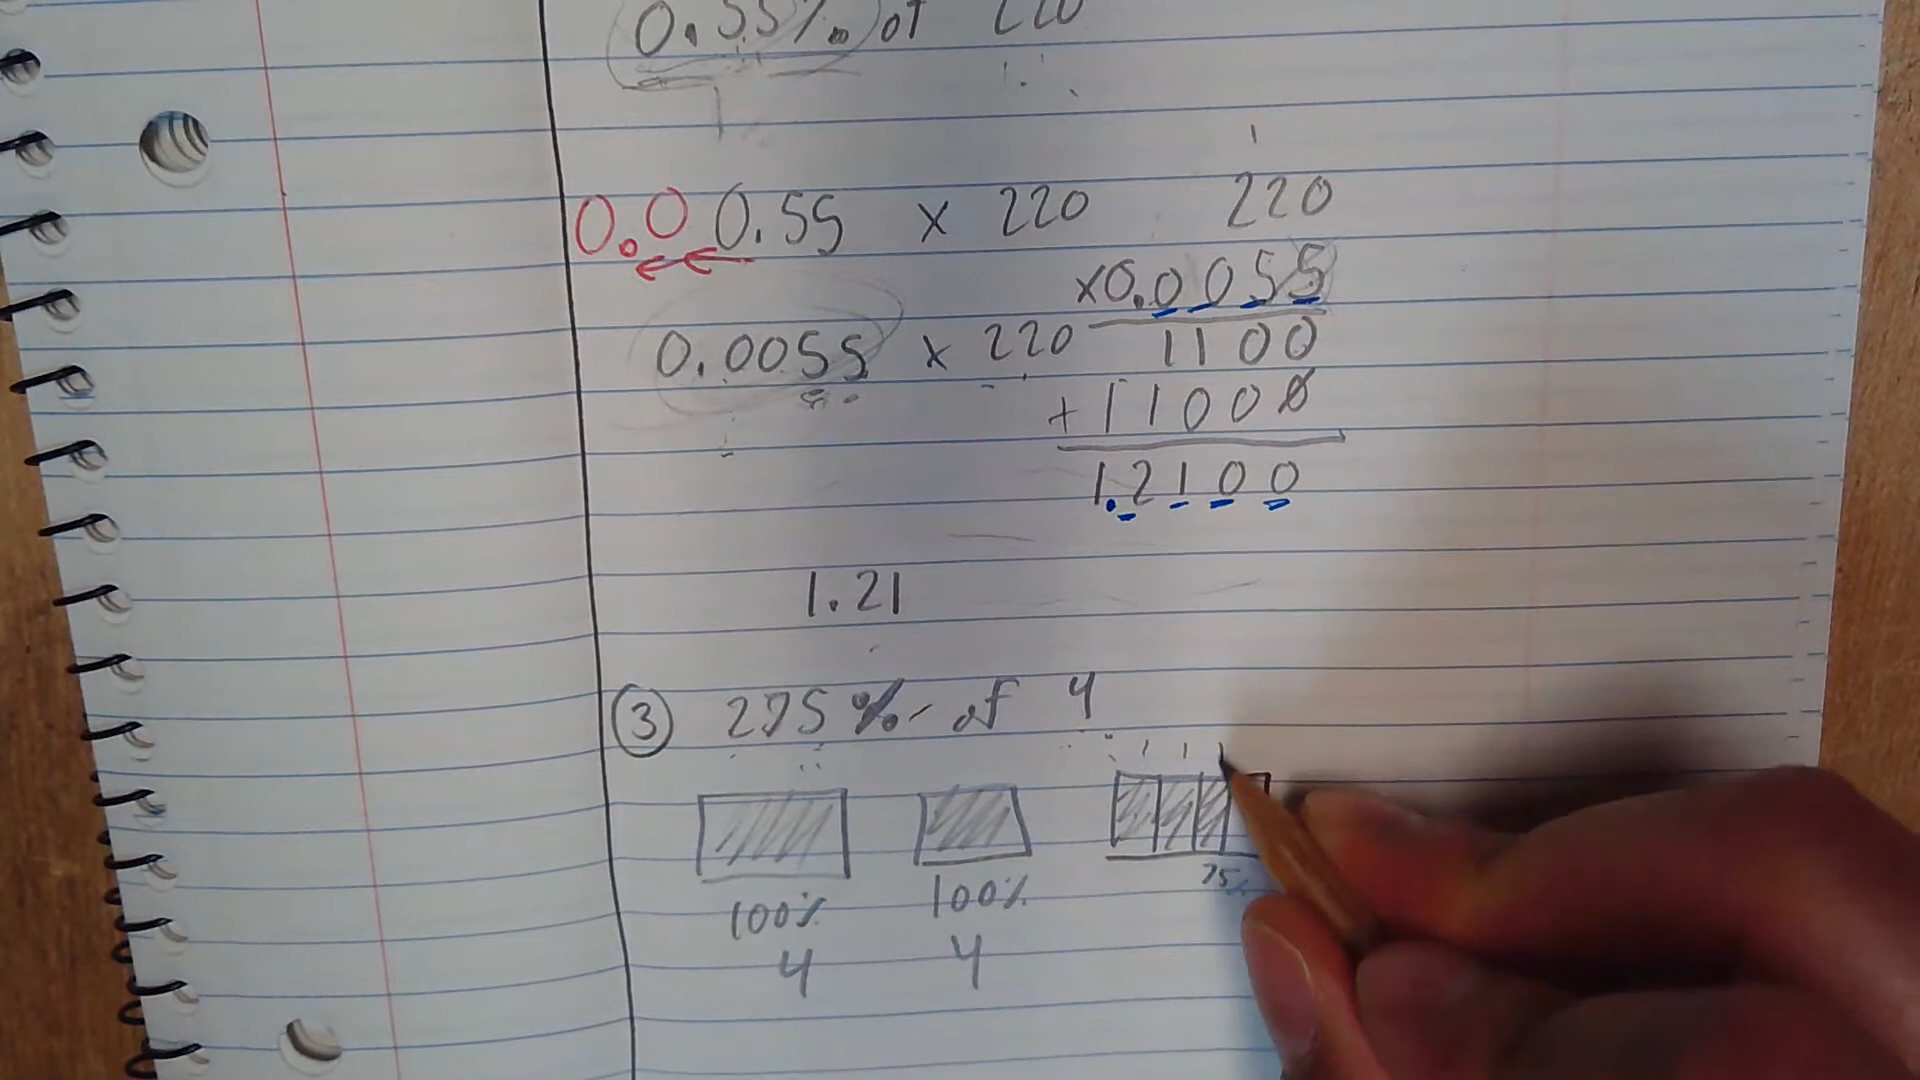 0.55% of 220
0.0 0.55 x 220
220
x0.0055
0.0055 x 220
1100
+11000
1.2100
1.21
3 275% of 4
75%
100% 100%
4 4